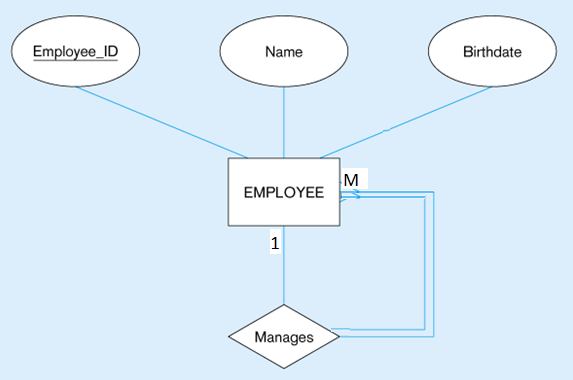 Employee_ID
Name
Birthdate
EMPLOYEE
M
1
Manages